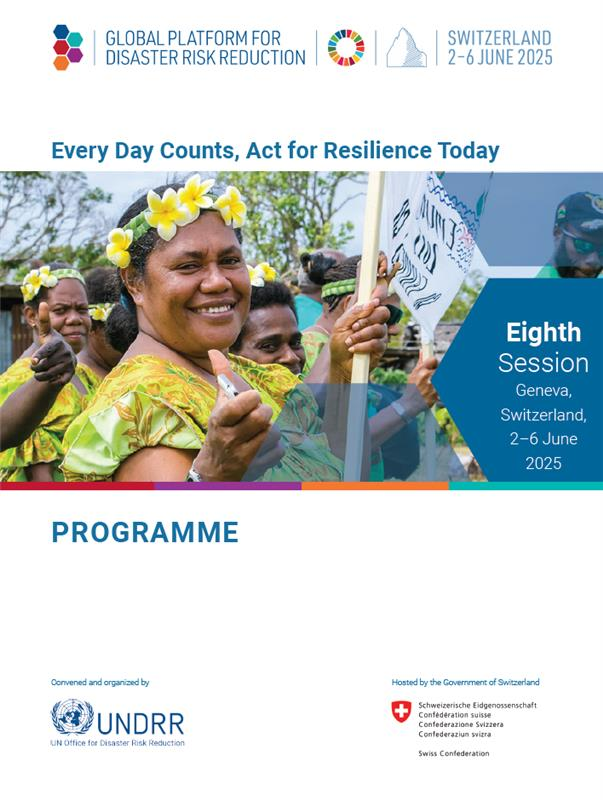 GLOBAL PLATFORM FOR
DISASTER RISK REDUCTION
SWITZERLAND
2–6 JUNE 2025
Every Day Counts, Act for Resilience Today
Eighth
Session
Geneva,
Switzerland,
2–6 June
2025
PROGRAMME
Convened and organized by
UNDRR
UN Office for Disaster Risk Reduction
Hosted by the Government of Switzerland
Schweizerische Eidgenossenschaft
Confédération suisse
Confederazione Svizzera
Confederaziun svizra
Swiss Confederation